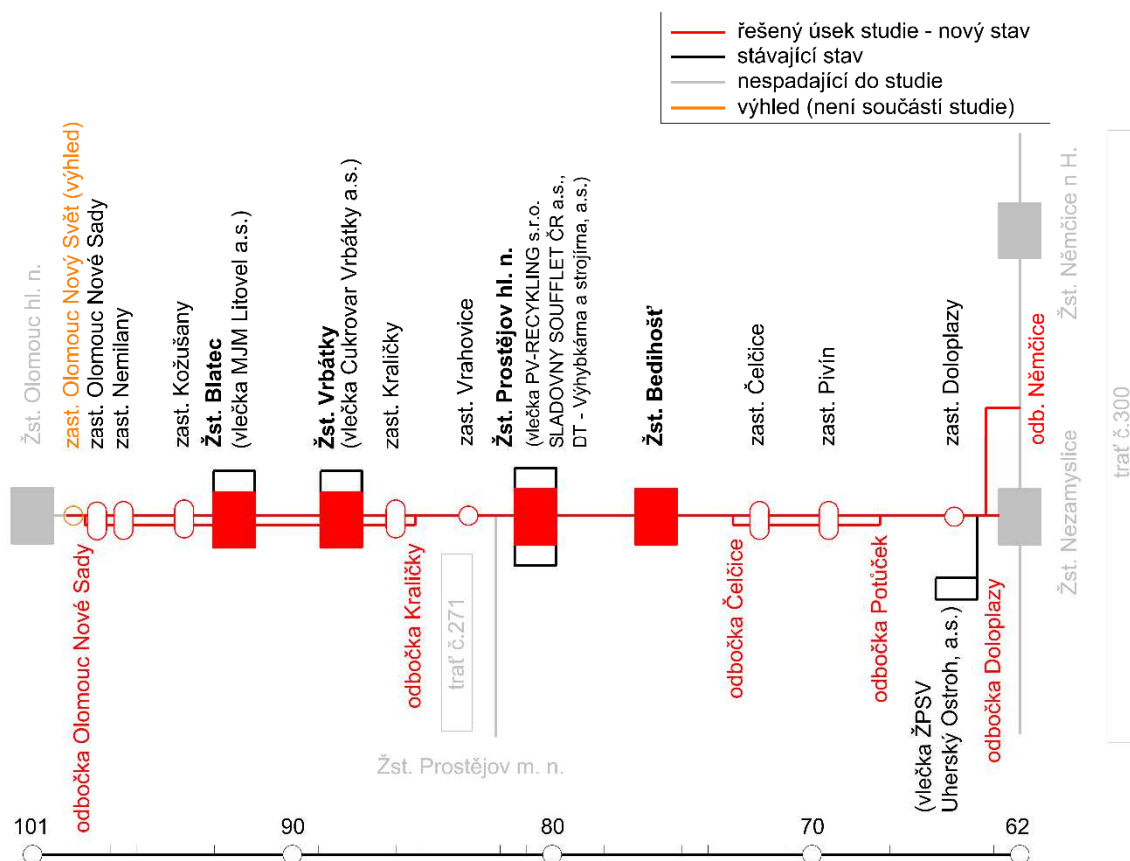 řešený úsek studie - nový stav
stávající stav
nespadající do studie
výhled (není součástí studie)
Žst. Olomouc hl. n.
zast. Olomouc Nový Svět (výhled)
zast. Olomouc Nové Sady
zast. Nemilany
zast. Kožušany
Žst. Blatec
(vlečka MJM Litovel a.s.)
Žst. Vrbátky
(vlečka Cukrovar Vrbátky a.s.)
zast. Kraličky
zast. Vrahovice
Žst. Prostějov hl. n.
(vlečka PV-RECYKLING s.r.o.
SLADOVNY SOUFFLET ČR a.s.,
DT - Výhybkárna a strojírna, a.s.)
Žst. Bedihošť
zast. Čelčice
zast. Pivín
zast. Doloplazy
odb. Němčice
Žst. Němčice n H.
trať č.300
odbočka Olomouc Nové Sady
odbočka Kraličky
trať č.271
Žst. Prostějov m. n.
odbočka Čelčice
odbočka Potůček
(vlečka ŽPSV
Uherský Ostroh, a.s.)
odbočka Doloplazy
Žst. Nezamyslice
101
90
80
70
62